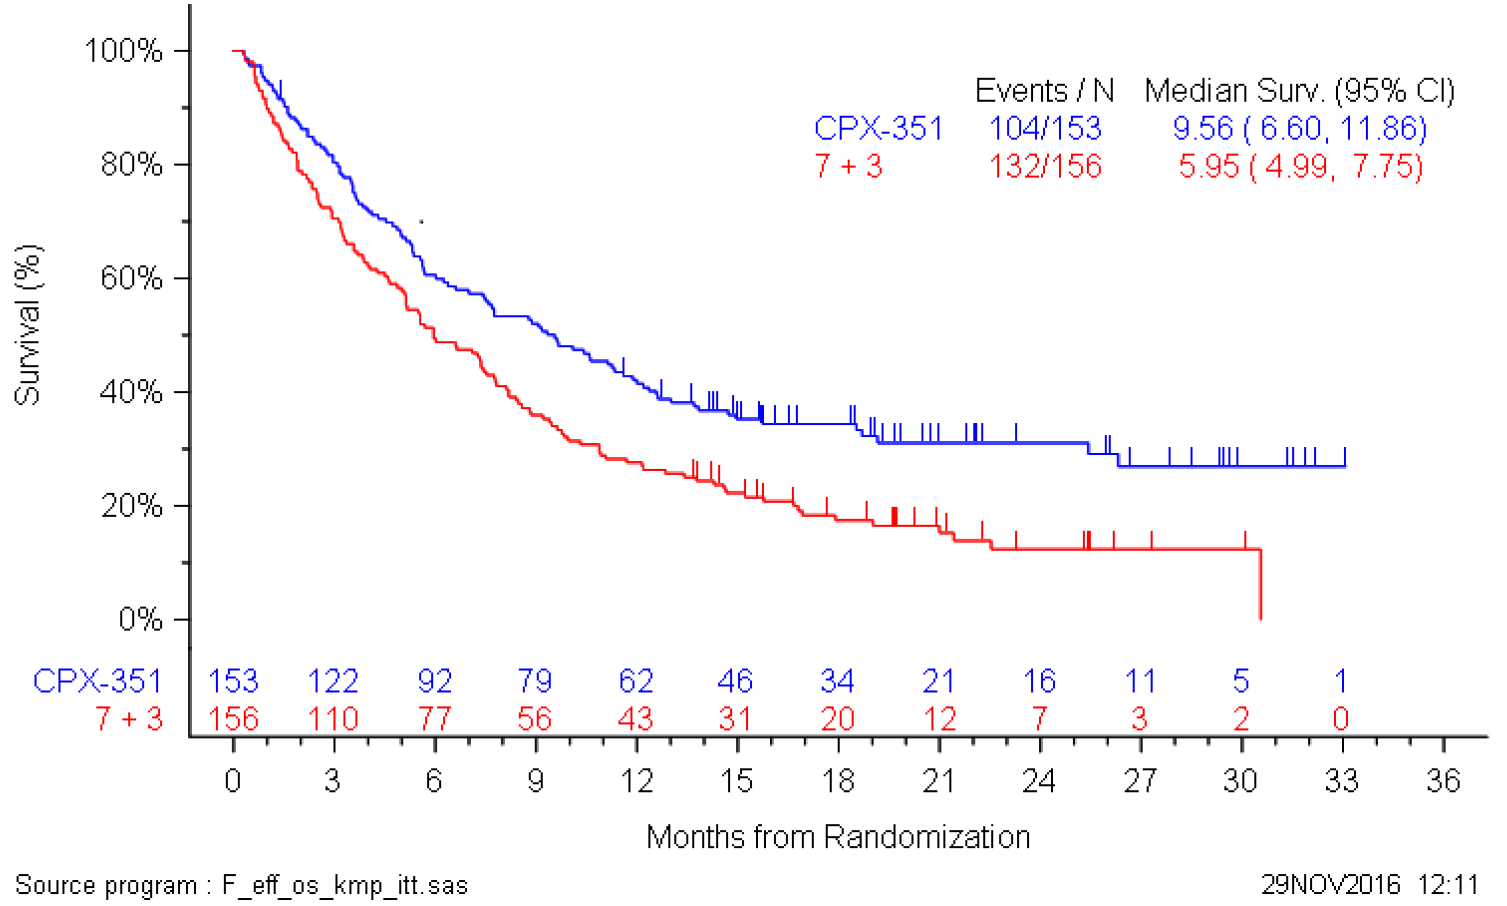 Events / N Median Surv. (95% CI)
CPX-351 104/153 9.56 ( 6.60, 11.86)
7 + 3 132/156 5.95 ( 4.99, 7.75)
100%
80%
60%
40%
20%
0%
Survival (%)
CPX-351 153 122 92 79 62 46 34 21 16 11 5 1
7 + 3 156 110 77 56 43 31 20 12 7 3 2 0
0 3 6 9 12 15 18 21 24 27 30 33 36
Months from Randomization
Source program : F_eff_os_kmp_itt.sas 29NOV2016 12:11